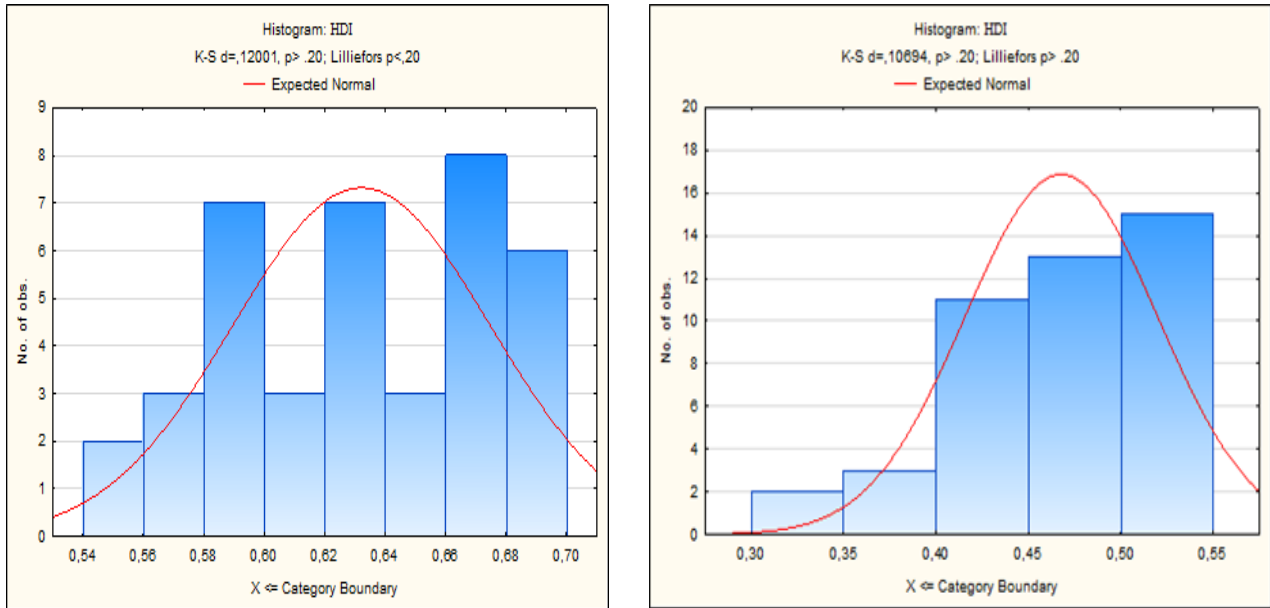 Histogram: HDI
K-S d=,12001, p> .20; Lilliefors p<,20
Expected Normal
9
8
7
6
5
4
3
2
1
0
No. of obs.
0,54 0,56 0,58 0,60 0,62 0,64 0,66 0,68 0,70
X <= Category Boundary
Histogram: HDI
K-S d=,10694, p> .20; Lilliefors p> .20
Expected Normal
20
18
16
14
12
10
8
6
4
2
0
No. of obs.
0,30 0,35 0,40 0,45 0,50 0,55
X <= Category Boundary